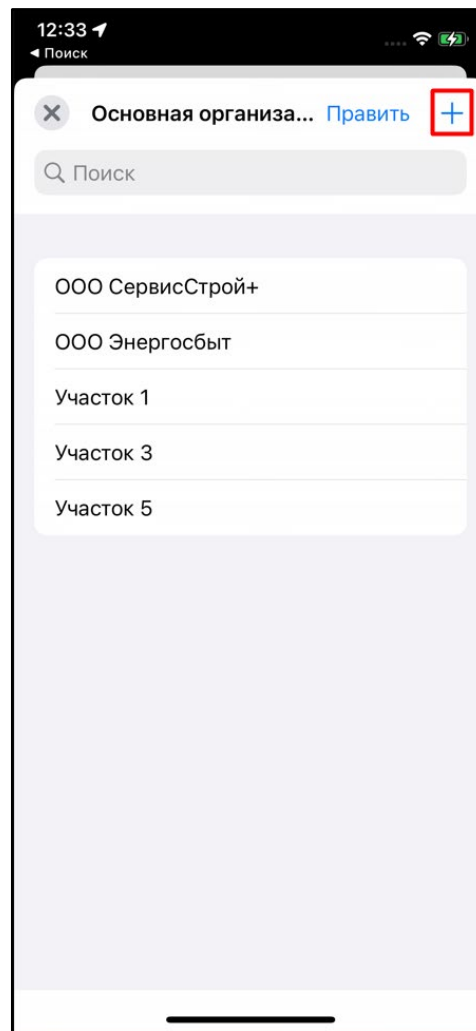 12:33
◀ Поиск
Основная организа... Править +
Поиск
ООО СервисСтрой+
ООО Энергосбыт
Участок 1
Участок 3
Участок 5